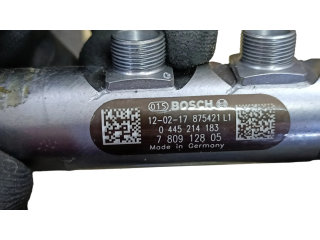 015 BOSCH
12-02-17 875421 L1
0 445 214 183
7 809 128 05
Made in Germany